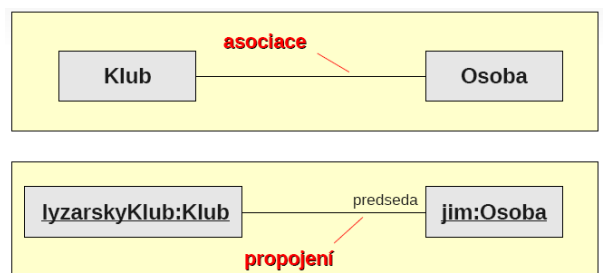 asociace
Klub
Osoba
predseda
lyzarskyKlub:Klub
jim:Osoba
propojení